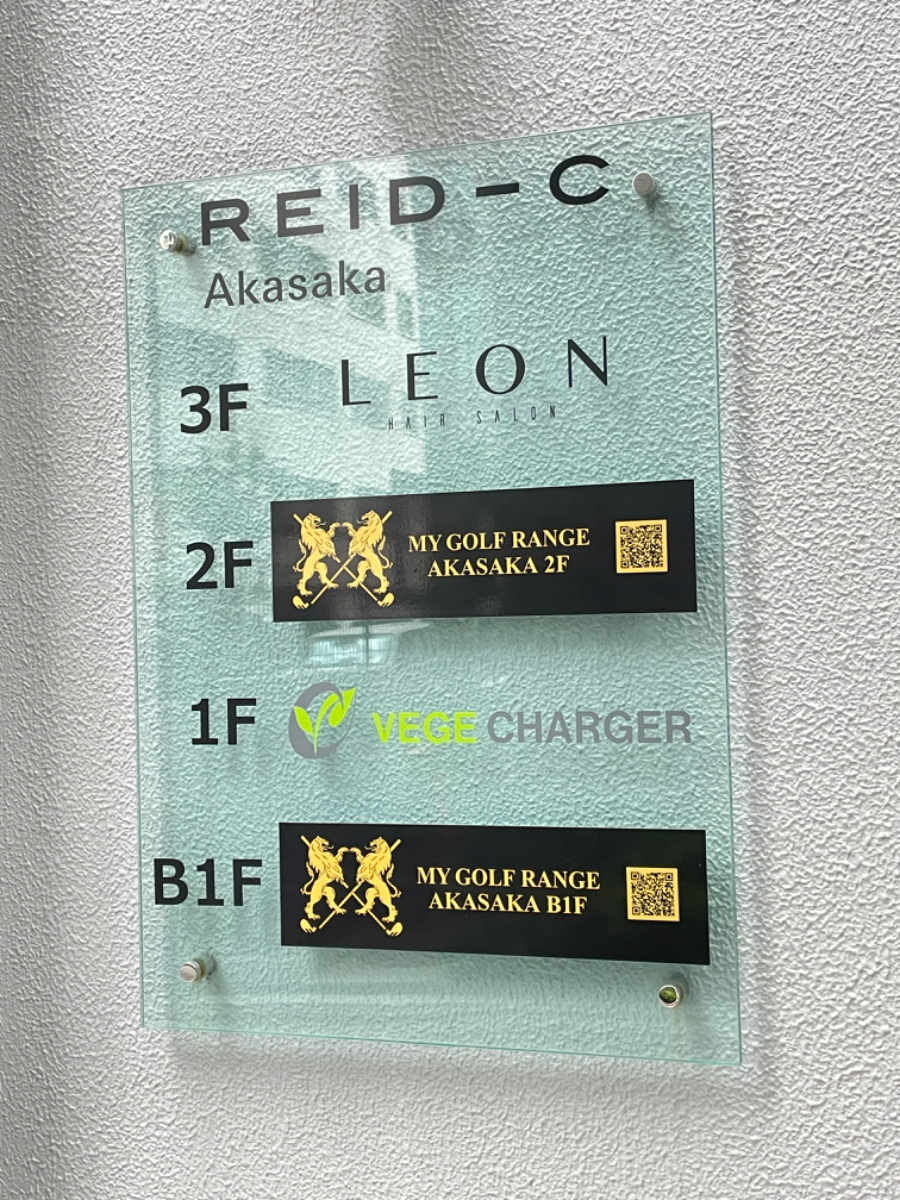 REID-C
Akasaka
3F
LEON
HAIR SALON
2F
MY GOLF RANGE
AKASAKA 2F
1F
VEGE CHARGER
B1F
MY GOLF RANGE
AKASAKA B1F